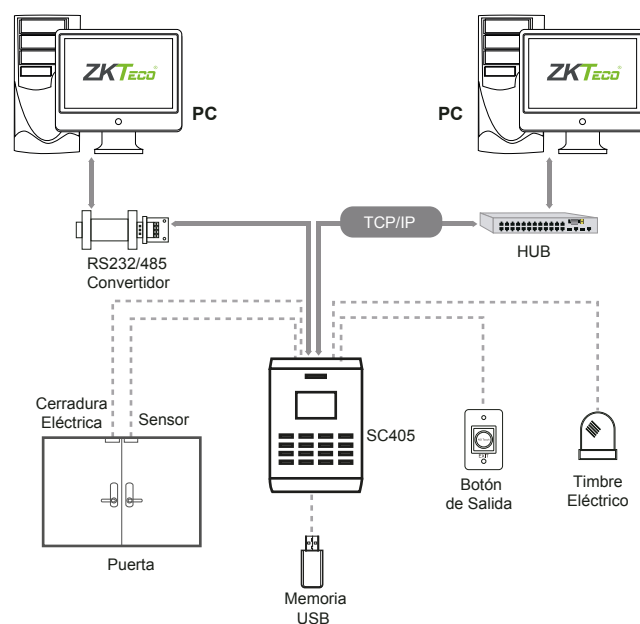 ZKTeco
PC
PC
ZKTeco
TCP/IP
RS232/485
Convertidor
HUB
Cerradura
Eléctrica
Sensor
SC405
EXIT
Botón
de Salida
Timbre
Eléctrico
Puerta
Memoria
USB